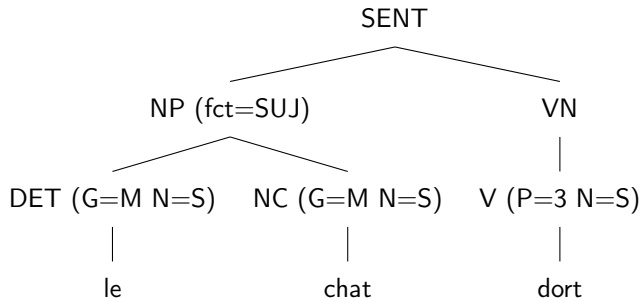 SENT
NP (fct=SUJ) VN
DET (G=M N=S) NC (G=M N=S) V (P=3 N=S)
le chat dort